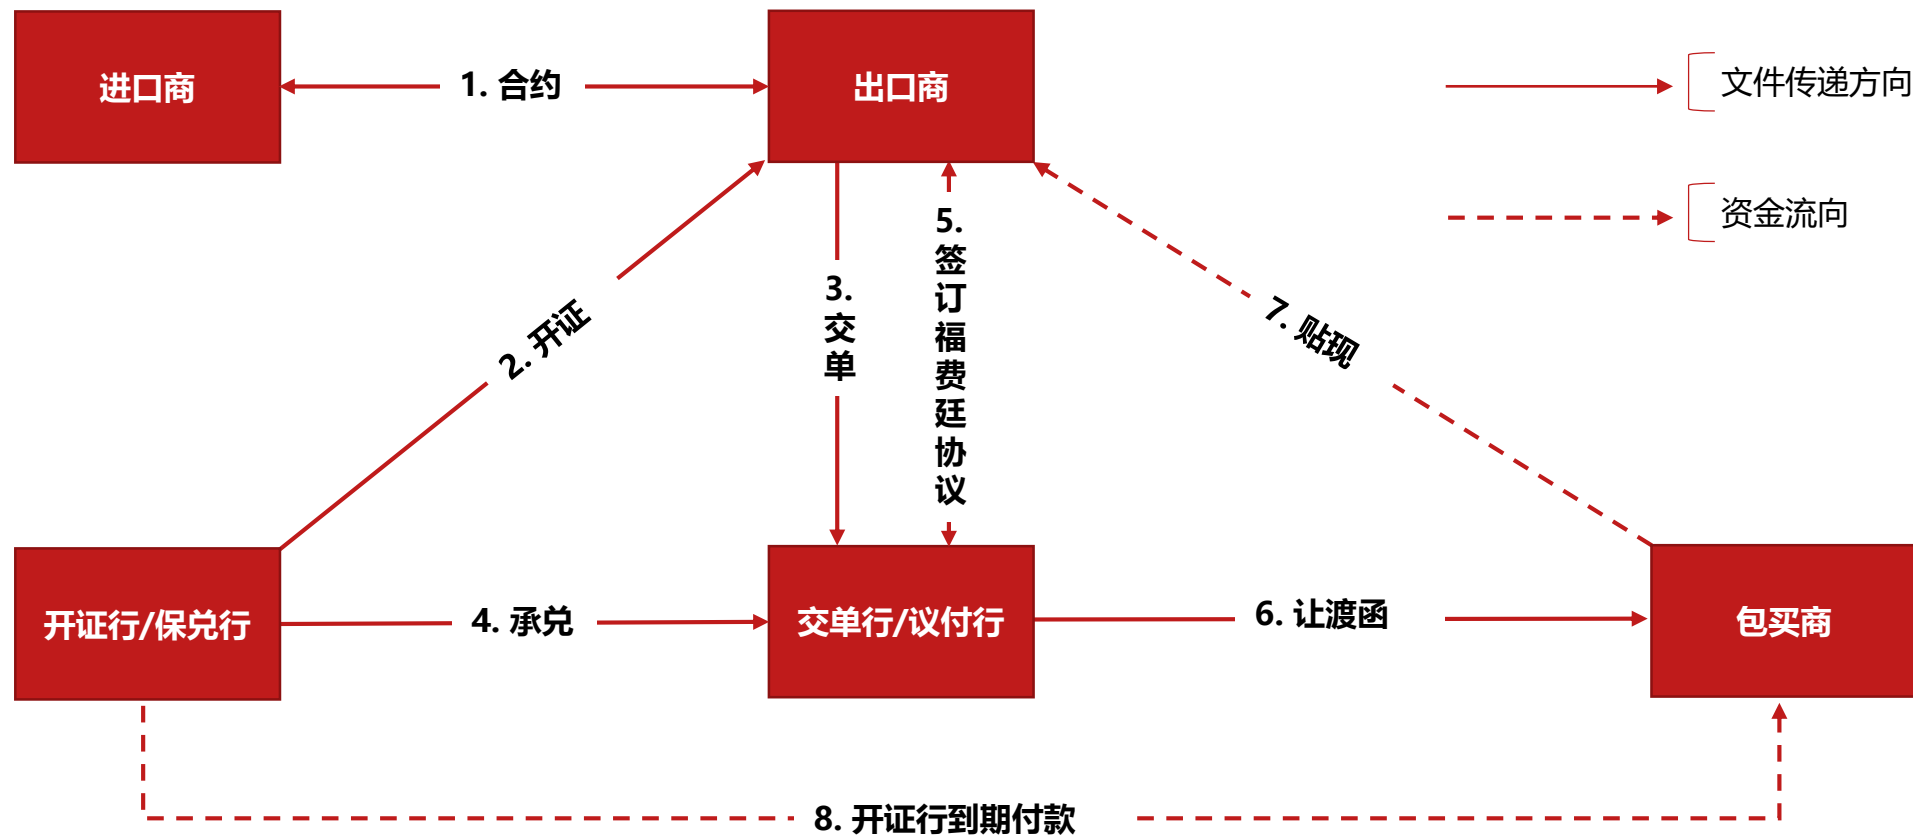 进口商
1. 合约
出口商
文件传递方向
资金流向
2. 开证
3.
交
单
5.
签
订
福
费
廷
协
议
7. 贴现
开证行/保兑行
4. 承兑
交单行/议付行
6. 让渡函
包买商
8. 开证行到期付款